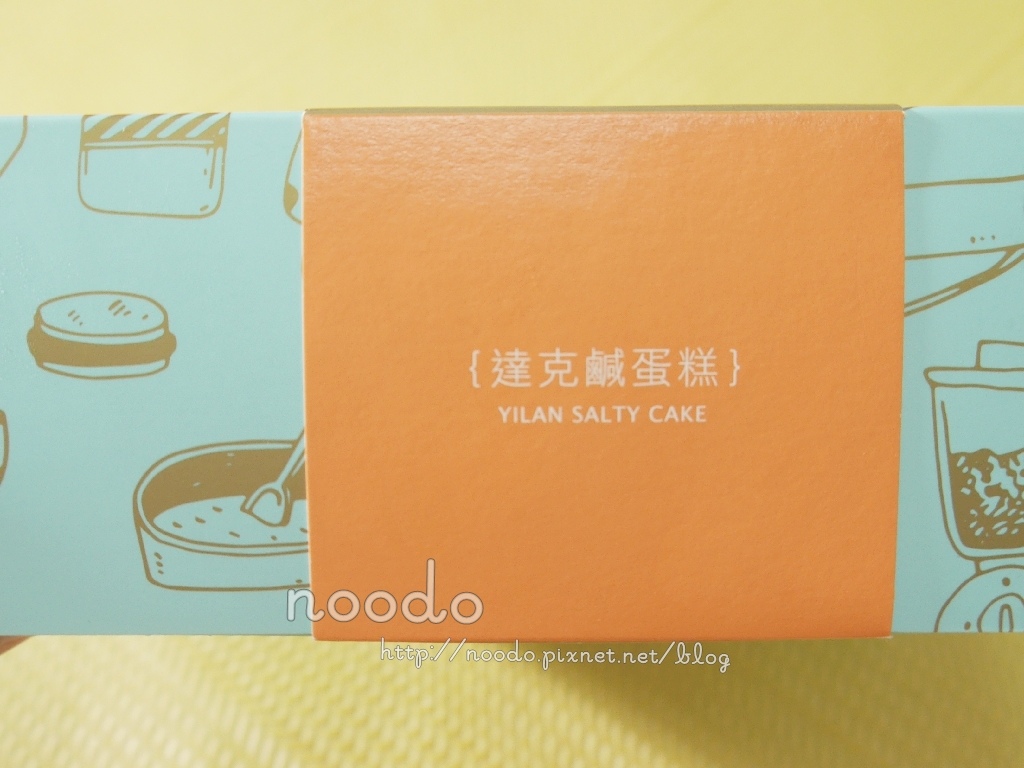 {達克鹹蛋糕}
YILAN SALTY CAKE
noodo
http://noodo.pixnet.net/blog